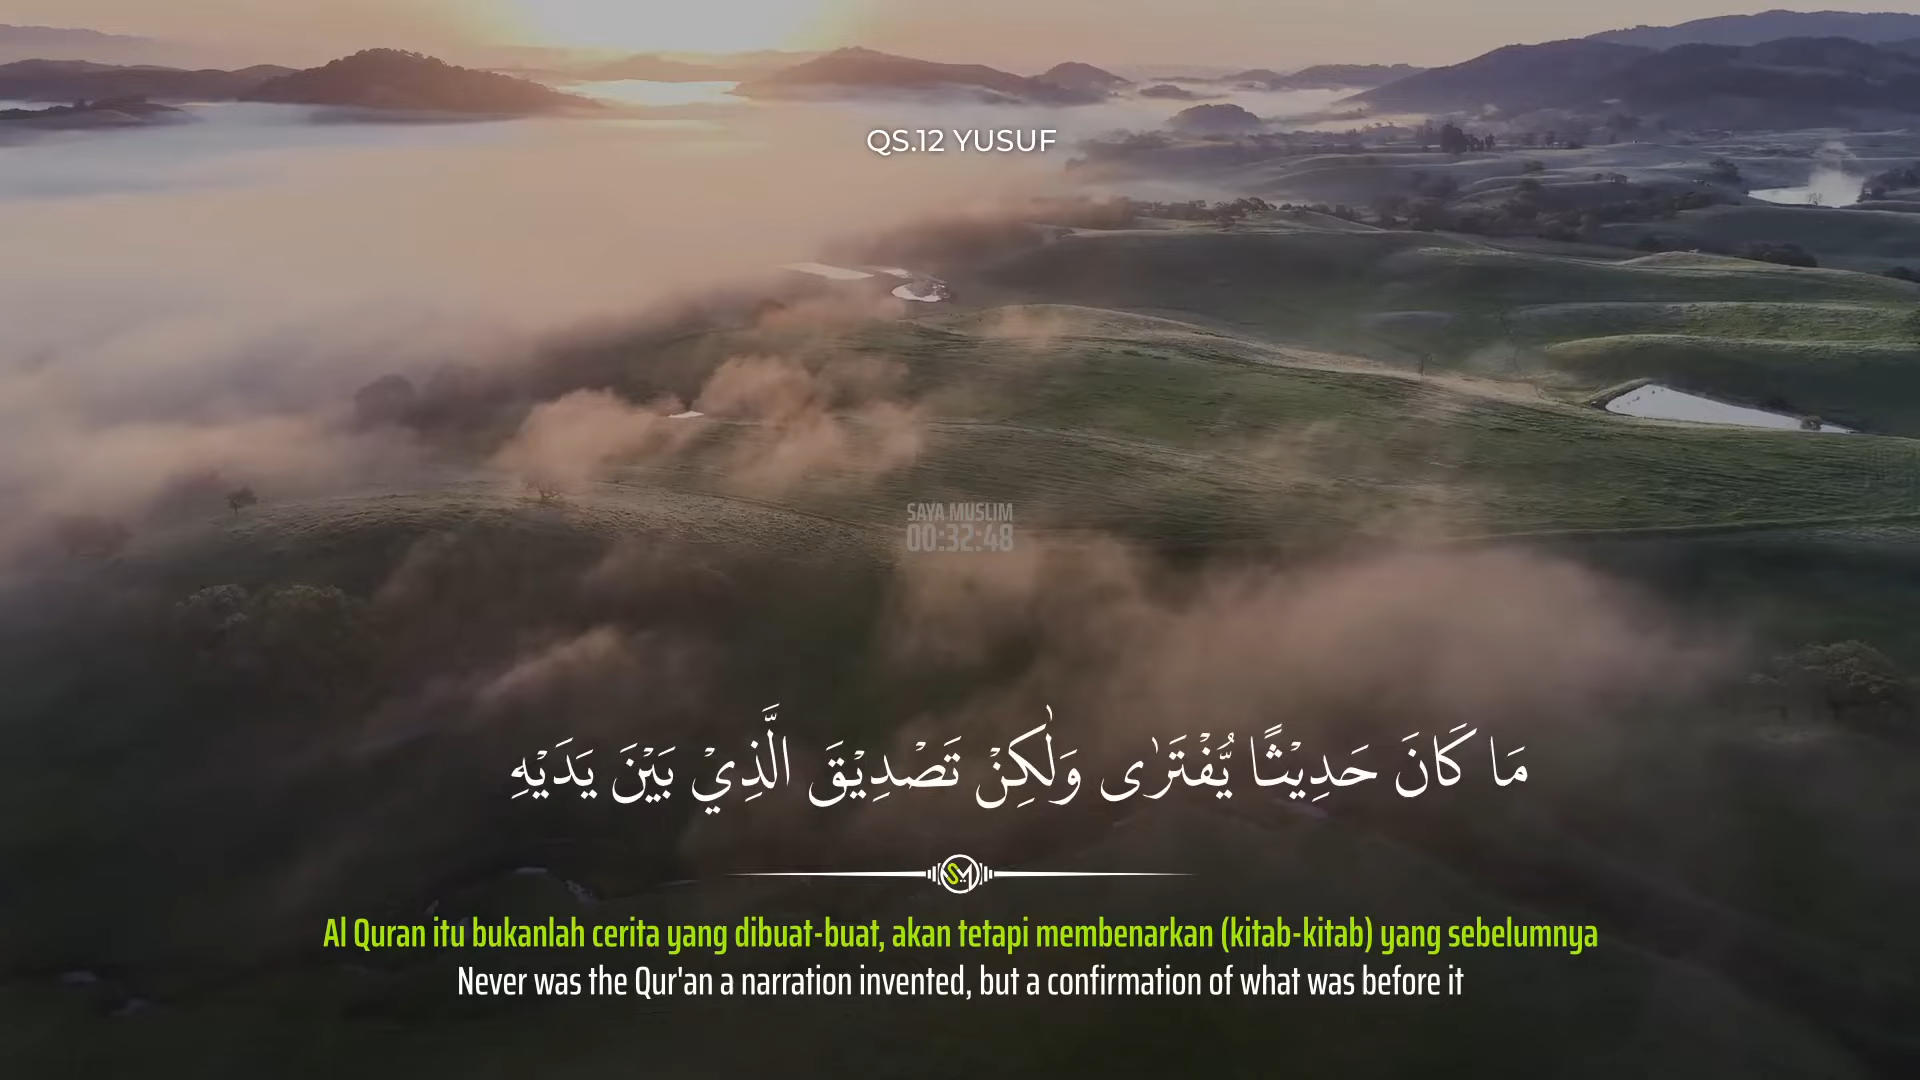 QS.12 YUSUF
SAYA MUSLIM
00:32:48
مَا كَانَ حَدِيْثًا يُّفْتَرٰى وَلٰكِنْ تَصْدِيْقَ الَّذِيْ بَيْنَ يَدَيْهِ
SM
Al Quran itu bukanlah cerita yang dibuat-buat, akan tetapi membenarkan (kitab-kitab) yang sebelumnya
Never was the Qur'an a narration invented, but a confirmation of what was before it